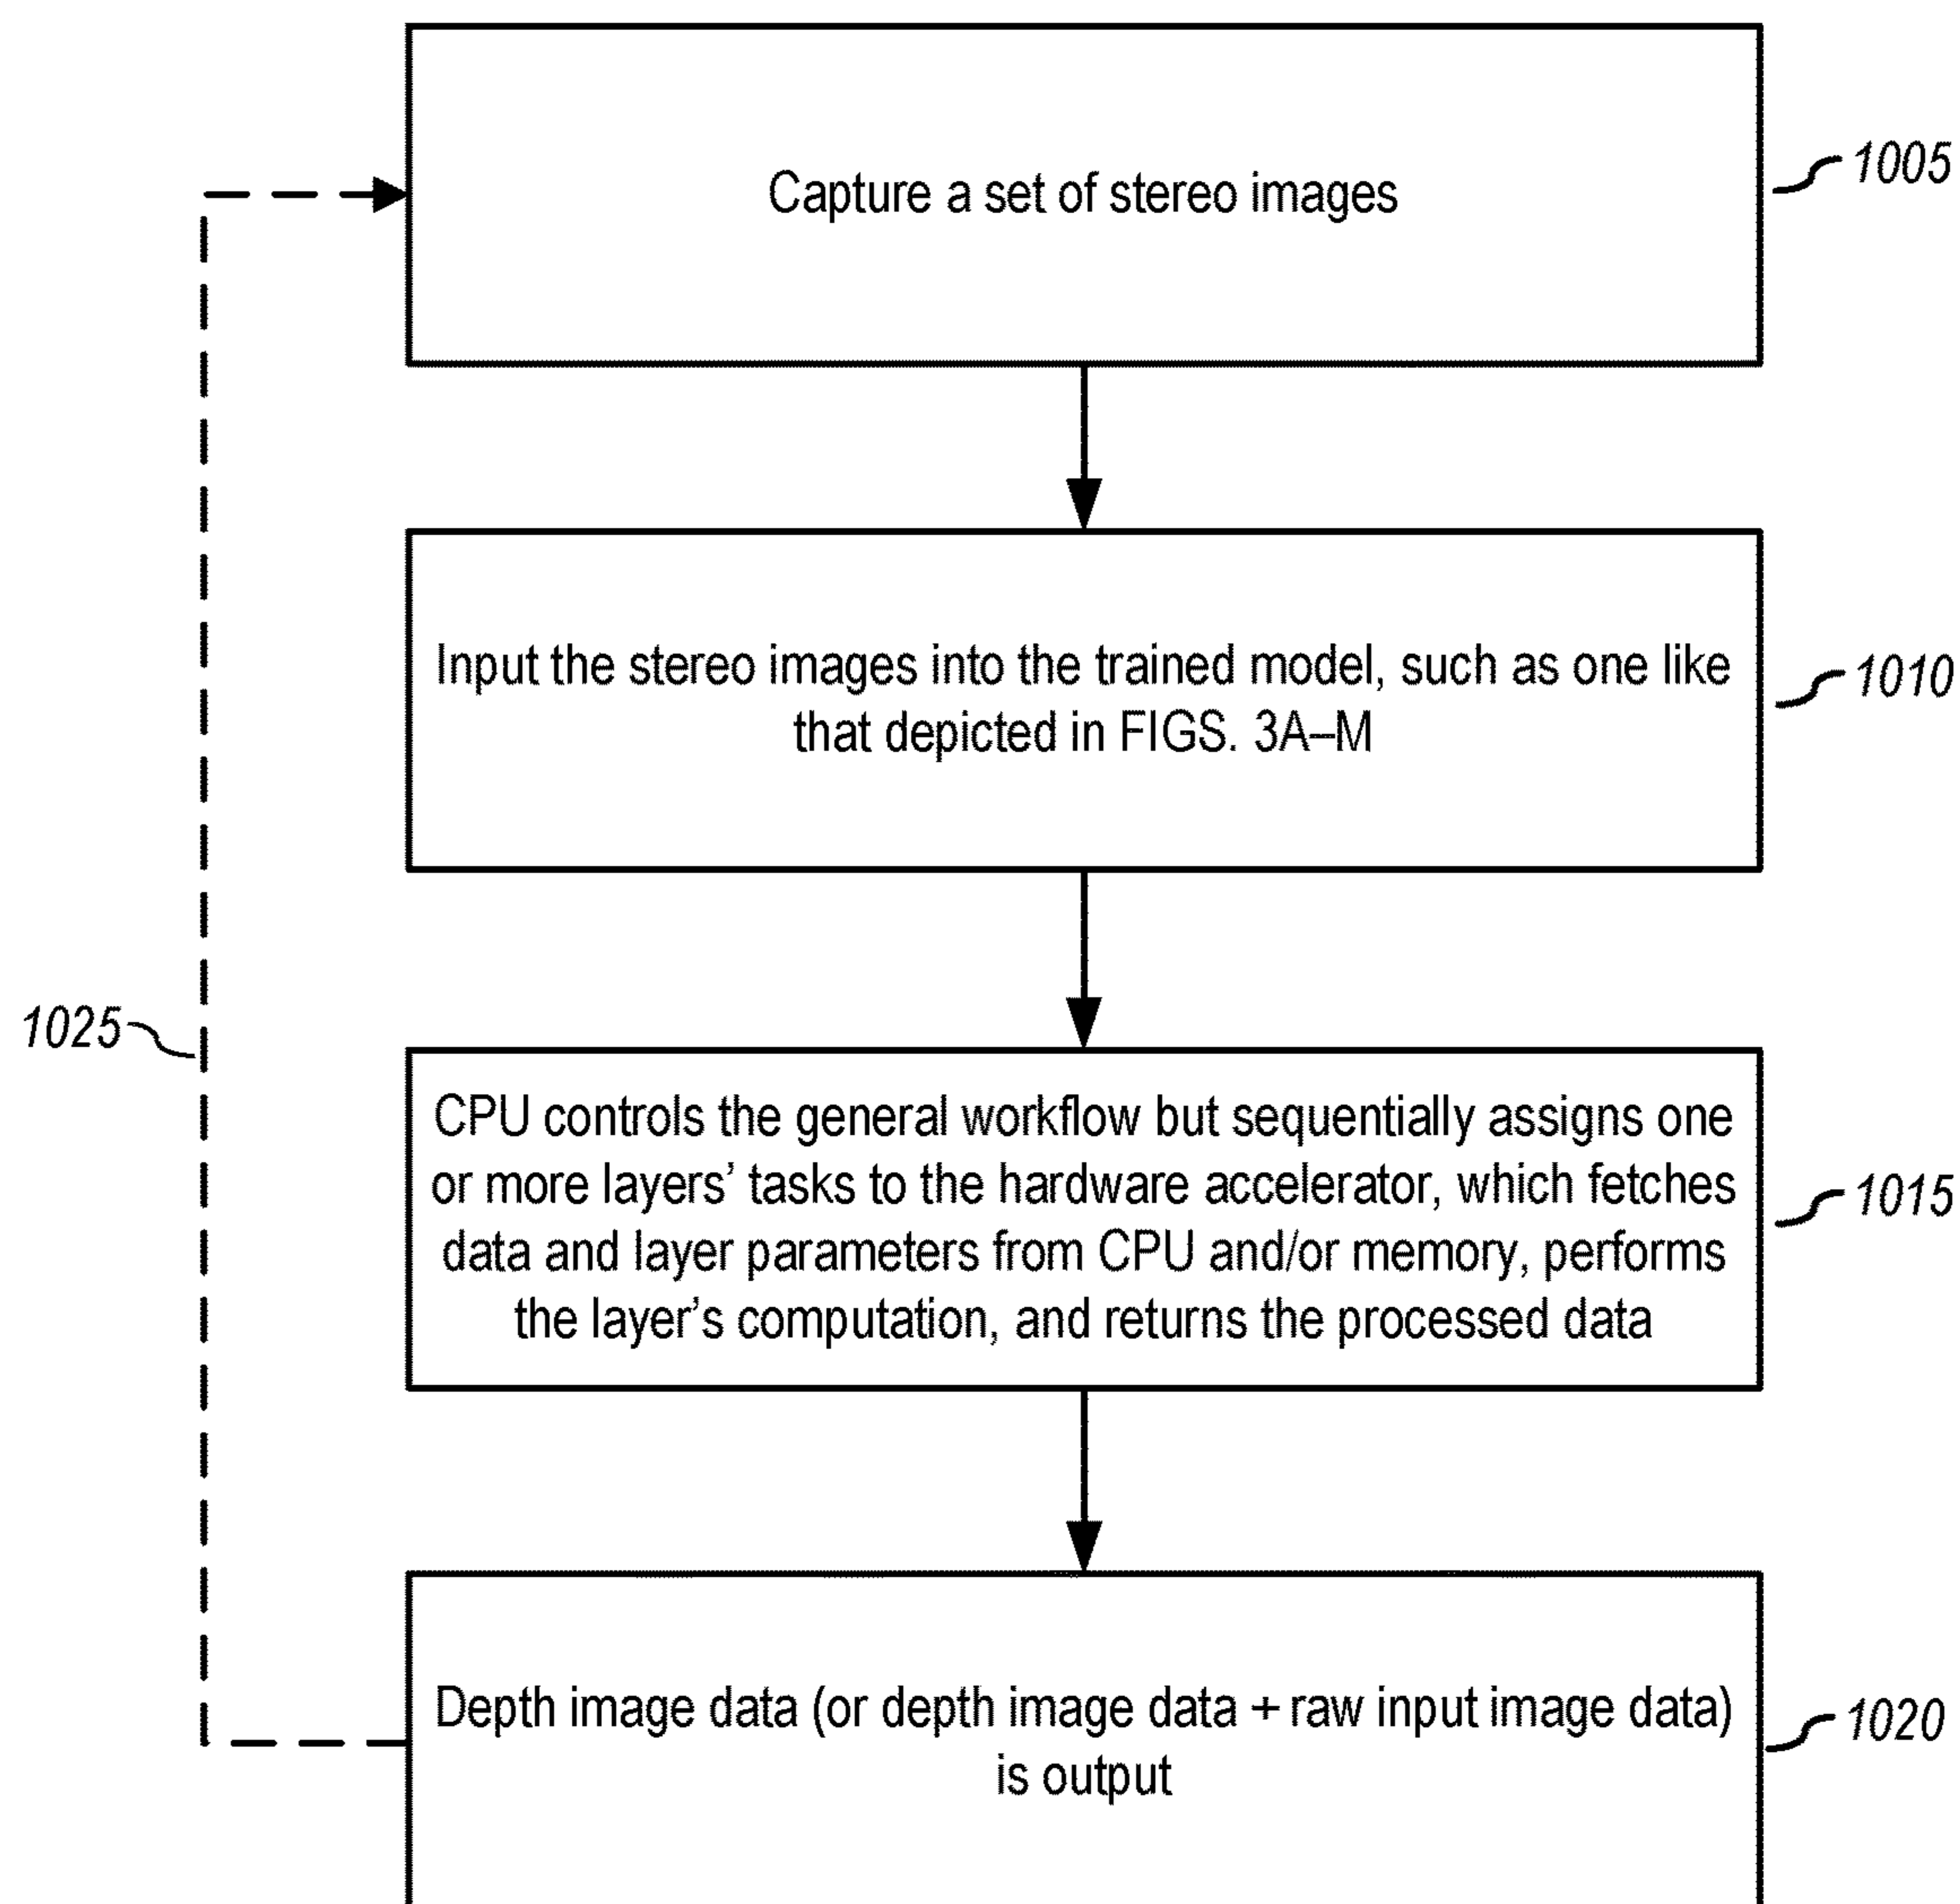 Capture a set of stereo images
1005
Input the stereo images into the trained model, such as one like
that depicted in FIGS. 3A–M
1010
1025
CPU controls the general workflow but sequentially assigns one
or more layers’ tasks to the hardware accelerator, which fetches
data and layer parameters from CPU and/or memory, performs
the layer’s computation, and returns the processed data
1015
Depth image data (or depth image data + raw input image data)
is output
1020